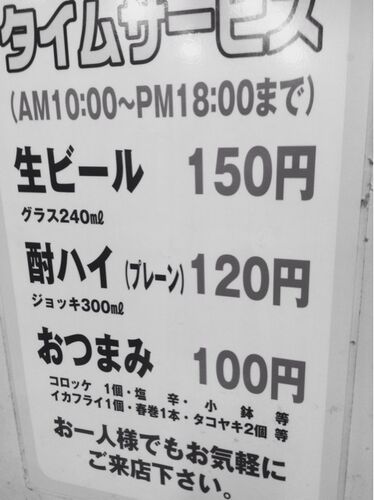 タイムサービス
(AM10:00〜PM18:00まで)
生ビール 150円
グラス240㎖
酎ハイ(プレーン) 120円
ジョッキ300㎖
おつまみ 100円
コロッケ 1個・塩 辛・小 鉢 等
イカフライ1個・春巻1本・タコヤキ2個 等
お一人様でもお気軽に
ご来店下さい。